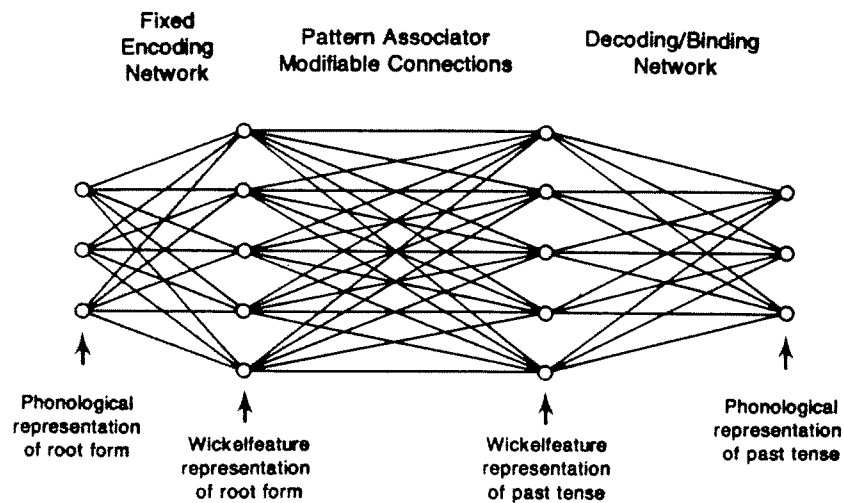 Fixed
Encoding
Network
Pattern Associator
Modifiable Connections
Decoding/Binding
Network
Phonological
representation
of root form
Wickelfeature
representation
of root form
Wickelfeature
representation
of past tense
Phonological
representation
of past tense